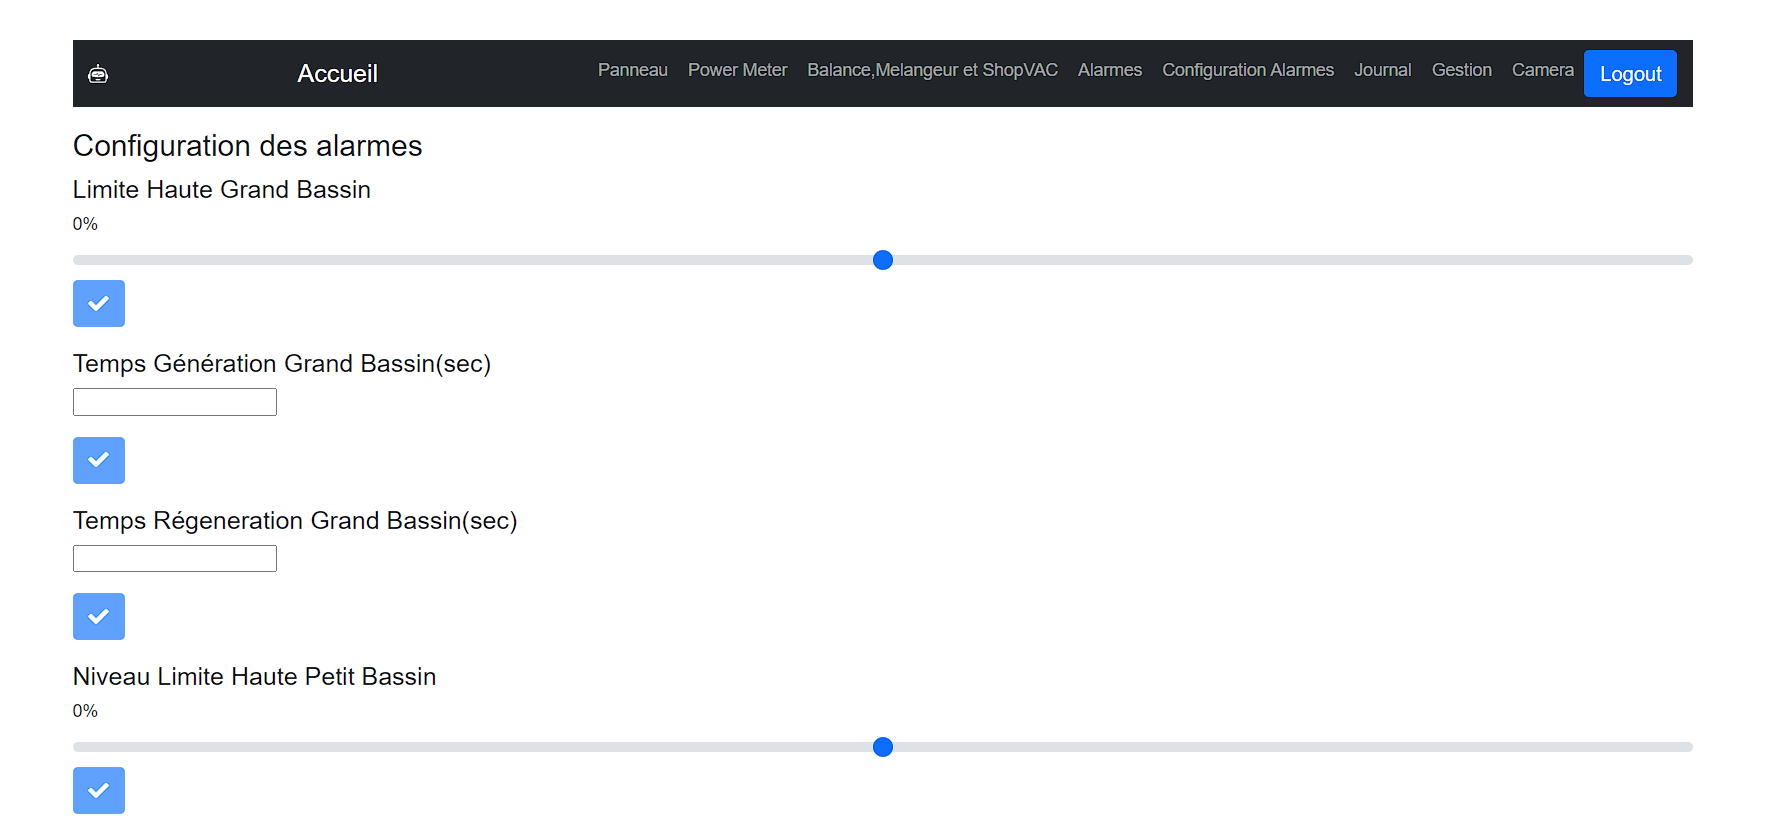 Accueil Panneau Power Meter Balance,Melangeur et ShopVAC Alarmes Configuration Alarmes Journal Gestion Camera Logout
Configuration des alarmes
Limite Haute Grand Bassin
0%
Temps Génération Grand Bassin(sec)
Temps Régeneration Grand Bassin(sec)
Niveau Limite Haute Petit Bassin
0%